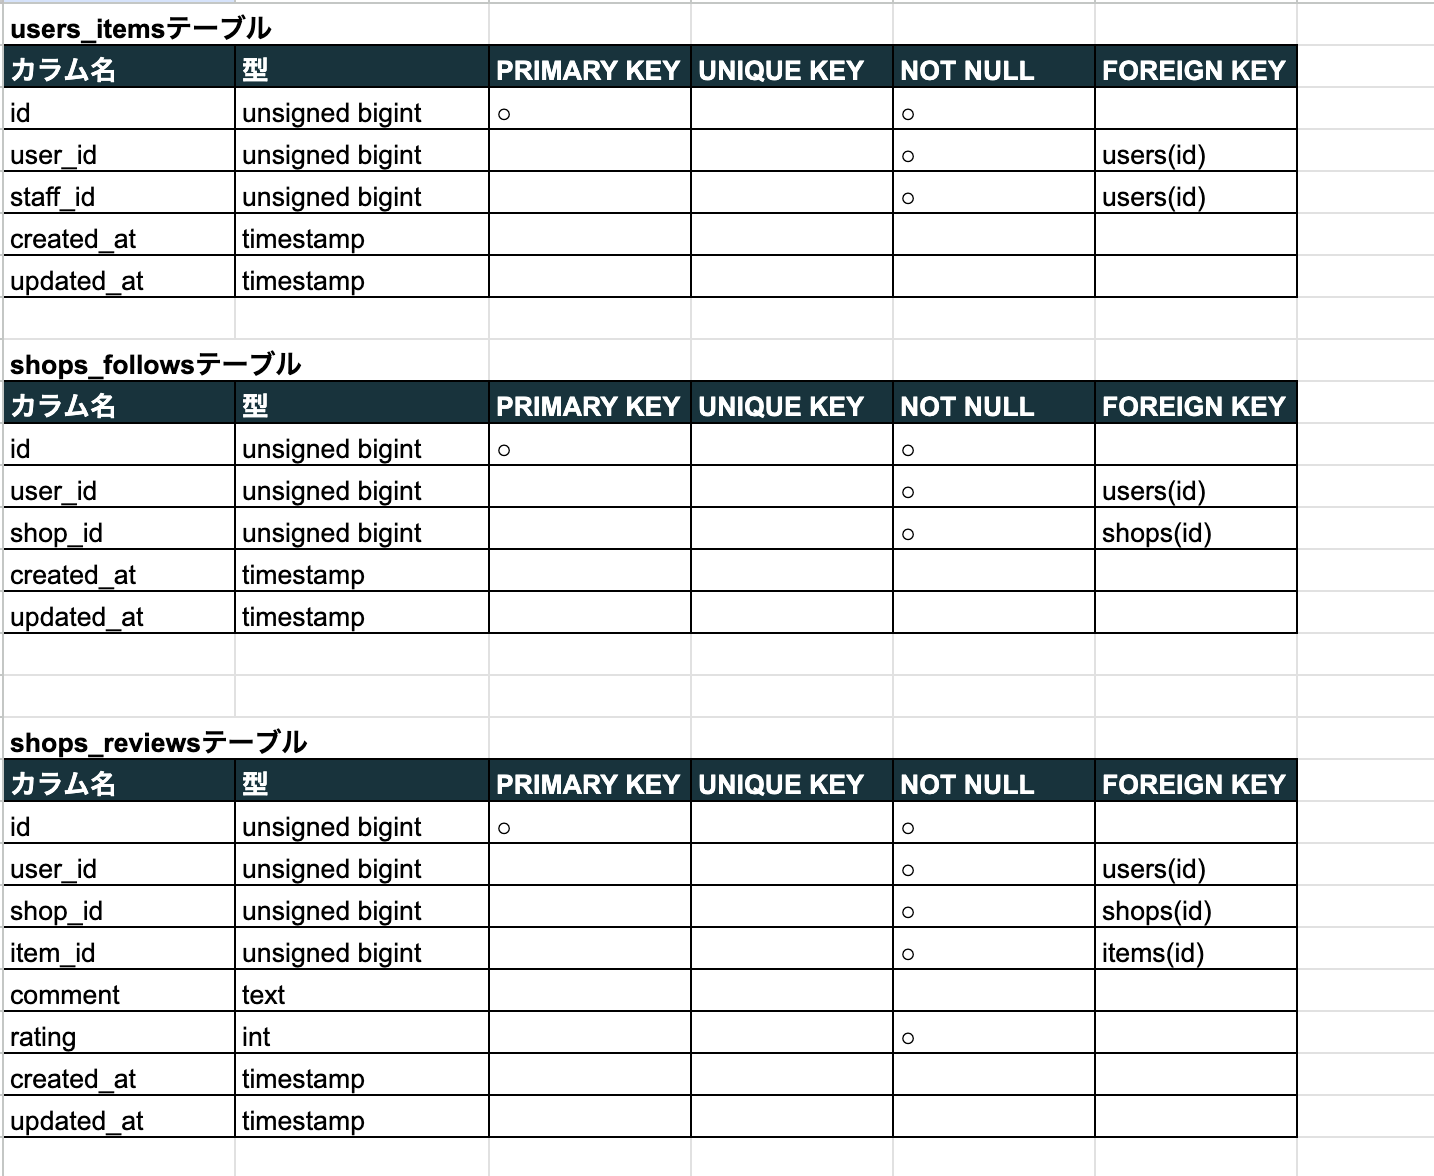 users_itemsテーブル
カラム名 型 PRIMARY KEY UNIQUE KEY NOT NULL FOREIGN KEY
id unsigned bigint ○ ○
user_id unsigned bigint ○ users(id)
staff_id unsigned bigint ○ users(id)
created_at timestamp
updated_at timestamp
shops_followsテーブル
カラム名 型 PRIMARY KEY UNIQUE KEY NOT NULL FOREIGN KEY
id unsigned bigint ○ ○
user_id unsigned bigint ○ users(id)
shop_id unsigned bigint ○ shops(id)
created_at timestamp
updated_at timestamp
shops_reviewsテーブル
カラム名 型 PRIMARY KEY UNIQUE KEY NOT NULL FOREIGN KEY
id unsigned bigint ○ ○
user_id unsigned bigint ○ users(id)
shop_id unsigned bigint ○ shops(id)
item_id unsigned bigint ○ items(id)
comment text
rating int ○
created_at timestamp
updated_at timestamp